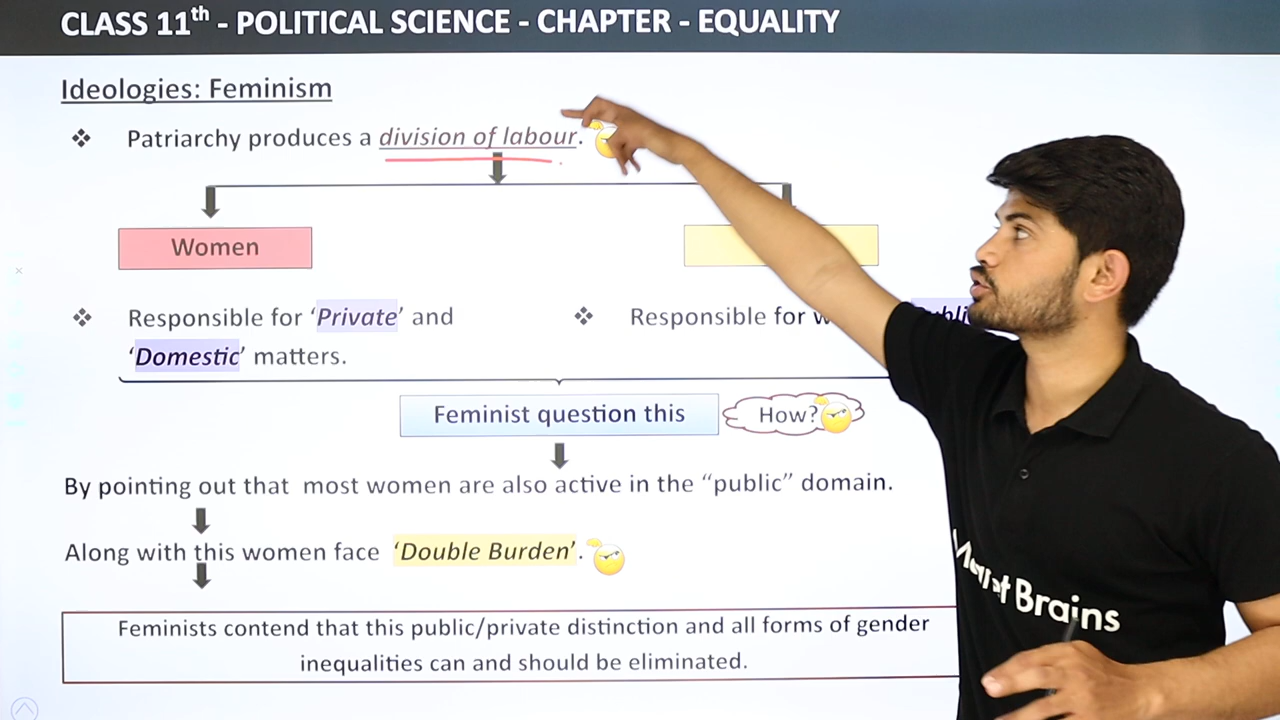 CLASS 11th - POLITICAL SCIENCE - CHAPTER - EQUALITY
Ideologies: Feminism
❖ Patriarchy produces a division of labour.
Women
❖ Responsible for ‘Private’ and
‘Domestic’ matters.
❖ Responsible for
Feminist question this
How?
By pointing out that most women are also active in the “public” domain.
Along with this women face ‘Double Burden’.
Feminists contend that this public/private distinction and all forms of gender
inequalities can and should be eliminated.
Brains